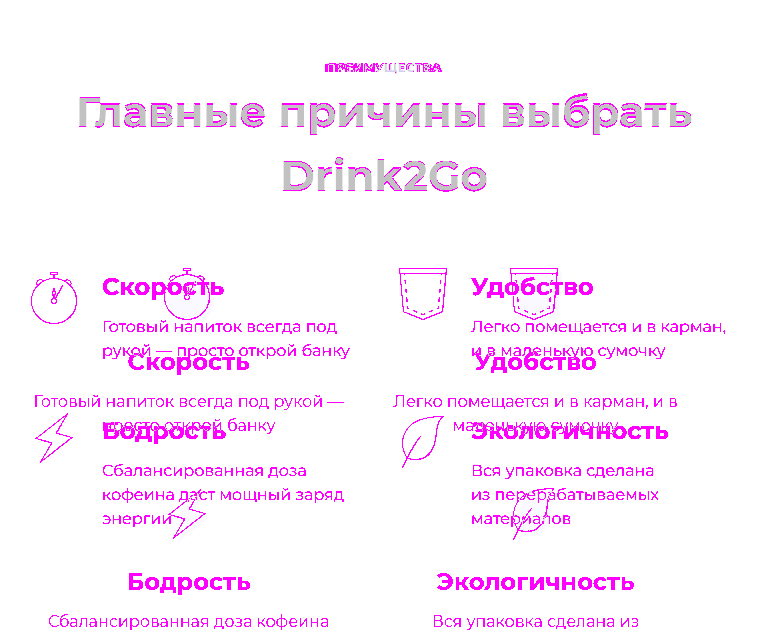 ПРЕИМУЩЕСТВА
Главные причины выбрать
Drink2Go
Скорость
Удобство
Готовый напиток всегда под
рукой — просто открой банку
Легко помещается и в карман,
и в маленькую сумочку
Скорость
Удобство
Готовый напиток всегда под рукой —
просто открой банку
Легко помещается и в карман, и в
маленькую сумочку
Бодрость
Экологичность
Сбалансированная доза
кофеина даст мощный заряд
энергии
Вся упаковка сделана
из перерабатываемых
материалов
Бодрость
Экологичность
Сбалансированная доза кофеина
Вся упаковка сделана из